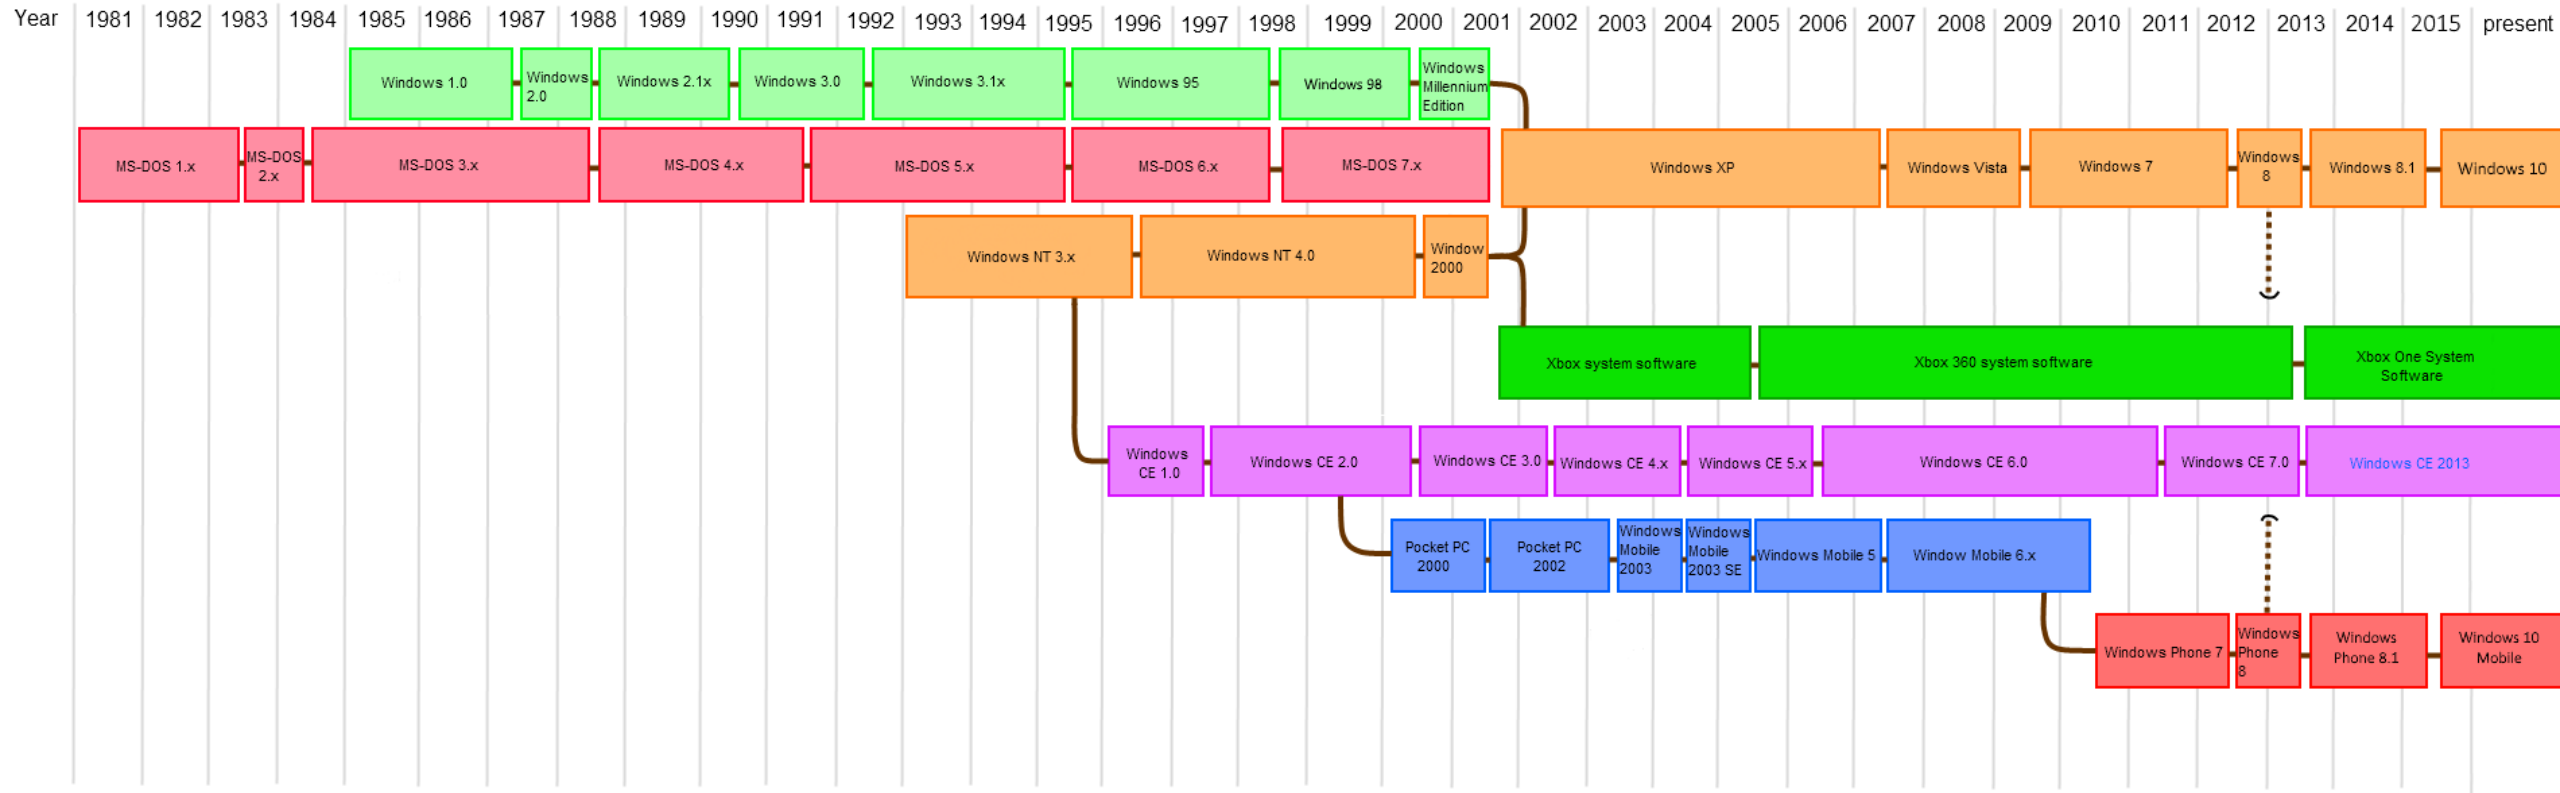 Year 1981 1982 1983 1984 1985 1986 1987 1988 1989 1990 1991 1992 1993 1994 1995 1996 1997 1998 1999 2000 2001 2002 2003 2004 2005 2006 2007 2008 2009 2010 2011 2012 2013 2014 2015 present
Windows 1.0
Windows
2.0
Windows 2.1x
Windows 3.0
Windows 3.1x
Windows 95
Windows 98
Windows
Millennium
Edition
MS-DOS 1.x
MS-DOS
2.x
MS-DOS 3.x
MS-DOS 4.x
MS-DOS 5.x
MS-DOS 6.x
MS-DOS 7.x
Windows XP
Windows Vista
Windows 7
Windows
8
Windows 8.1
Windows 10
Windows NT 3.x
Windows NT 4.0
Window
2000
Xbox system software
Xbox 360 system software
Xbox One System
Software
Windows
CE 1.0
Windows CE 2.0
Windows CE 3.0
Windows CE 4.x
Windows CE 5.x
Windows CE 6.0
Windows CE 7.0
Windows CE 2013
Pocket PC
2000
Pocket PC
2002
Windows
Mobile
2003
Windows
Mobile
2003 SE
Windows Mobile 5
Window Mobile 6.x
Windows Phone 7
Windows
Phone
8
Windows
Phone 8.1
Windows 10
Mobile